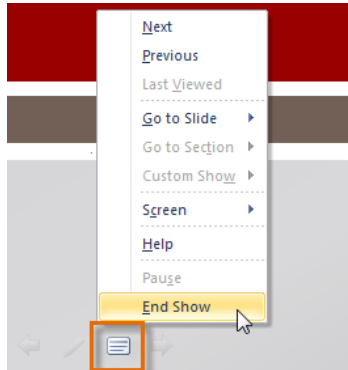 Next
Previous
Last Viewed
Go to Slide
Go to Section
Custom Show
Screen
Help
Pause
End Show